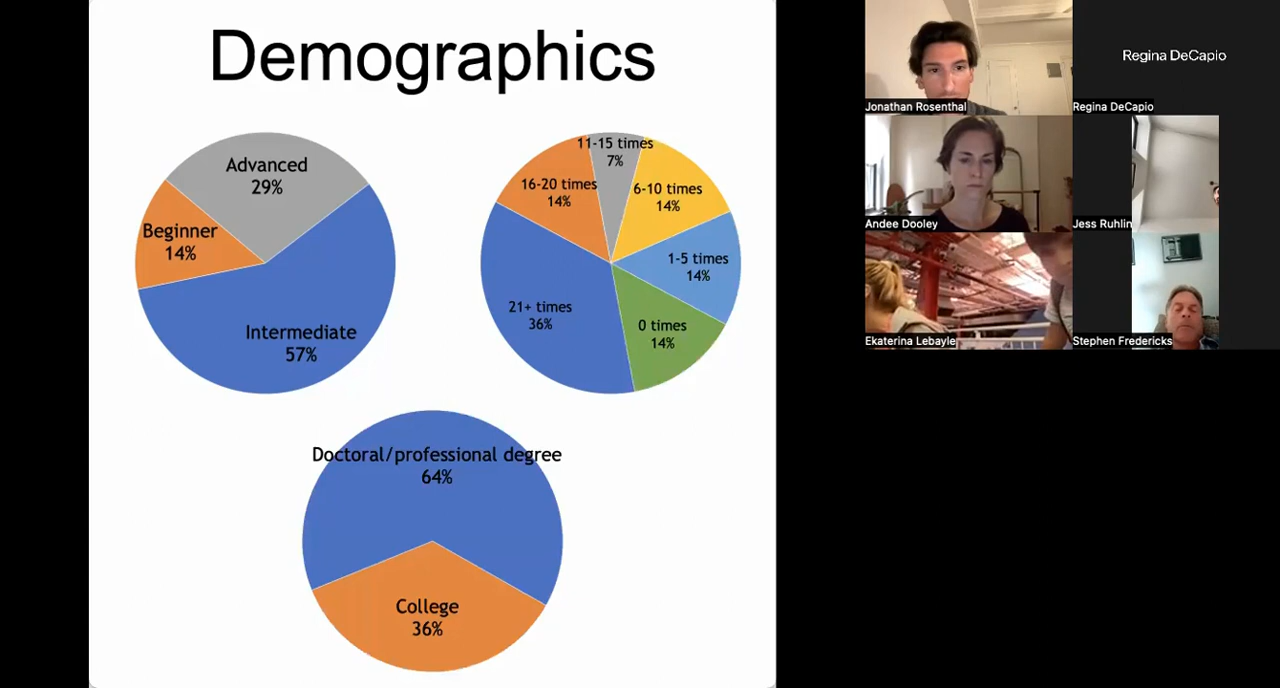 Demographics
Advanced
29%
Beginner
14%
Intermediate
57%
11-15 times
7%
16-20 times
14%
6-10 times
14%
1-5 times
14%
21+ times
36%
0 times
14%
Doctoral/professional degree
64%
College
36%
Jonathan Rosenthal
Regina DeCapio
Regina DeCapio
Andee Dooley
Jess Ruhlin
Ekaterina Lebayle
Stephen Fredericks